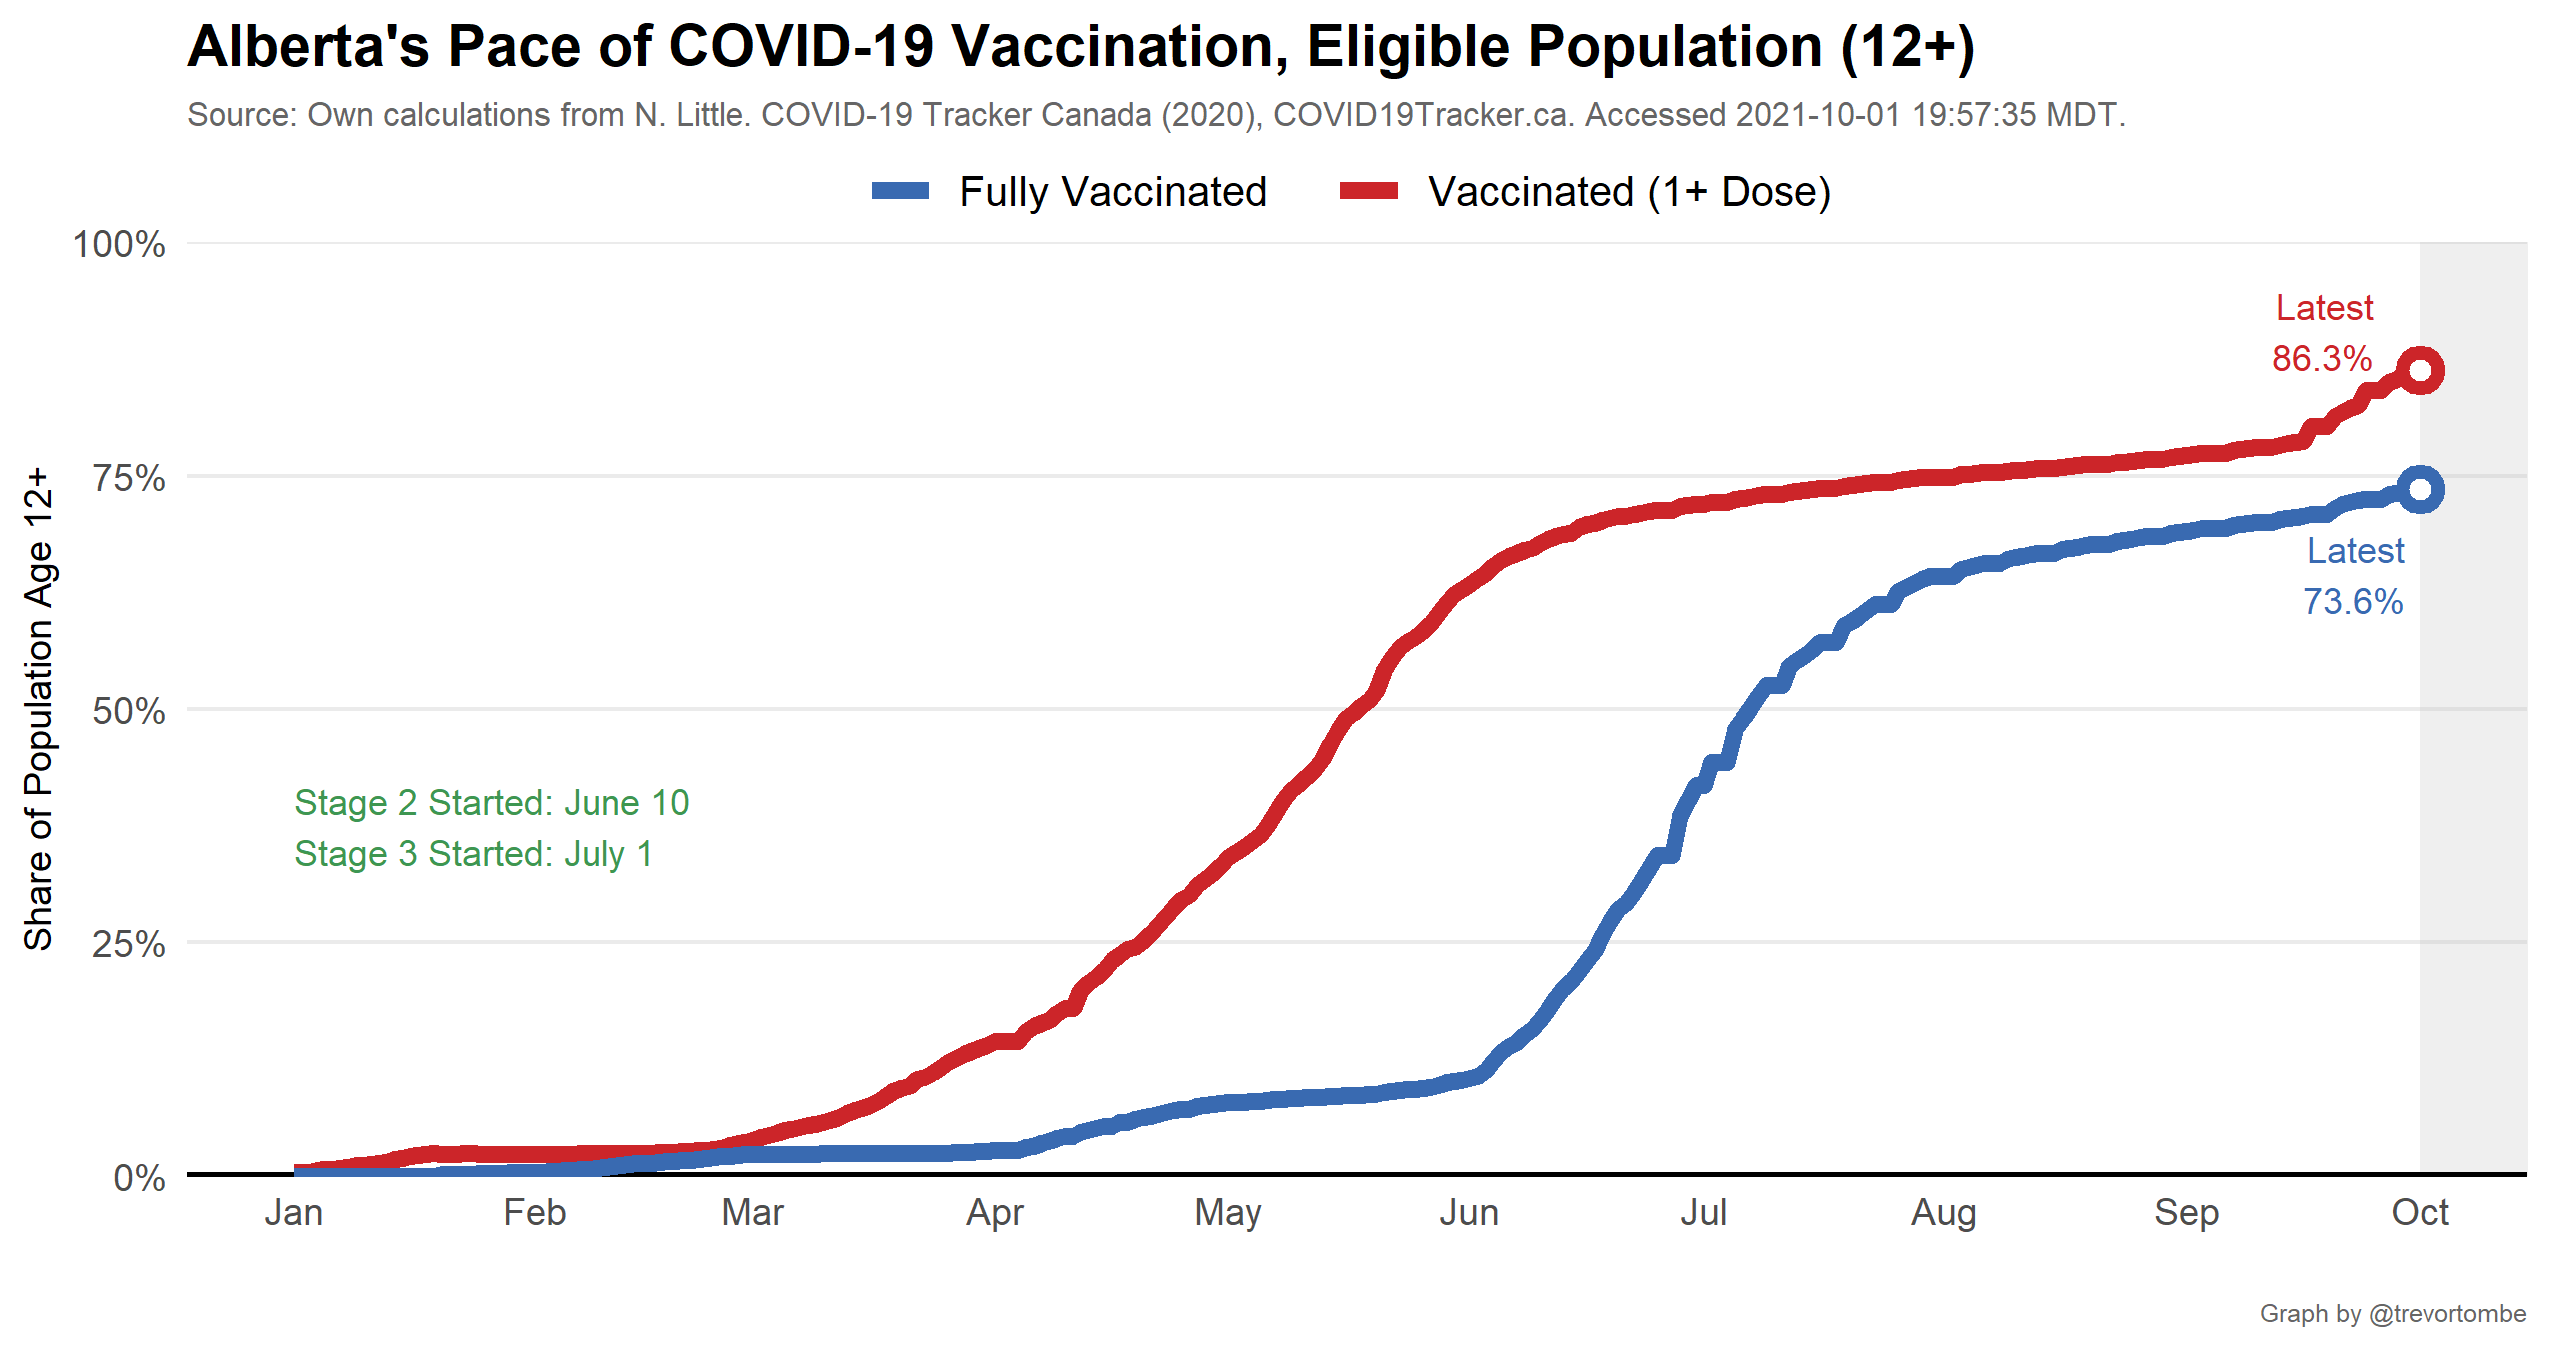 Alberta's Pace of COVID-19 Vaccination, Eligible Population (12+)
Source: Own calculations from N. Little. COVID-19 Tracker Canada (2020), COVID19Tracker.ca. Accessed 2021-10-01 19:57:35 MDT.
Fully Vaccinated
Vaccinated (1+ Dose)
Share of Population Age 12+
100%
75%
50%
25%
0%
Latest
86.3%
Latest
73.6%
Stage 2 Started: June 10
Stage 3 Started: July 1
Jan Feb Mar Apr May Jun Jul Aug Sep Oct
Graph by @trevortombe